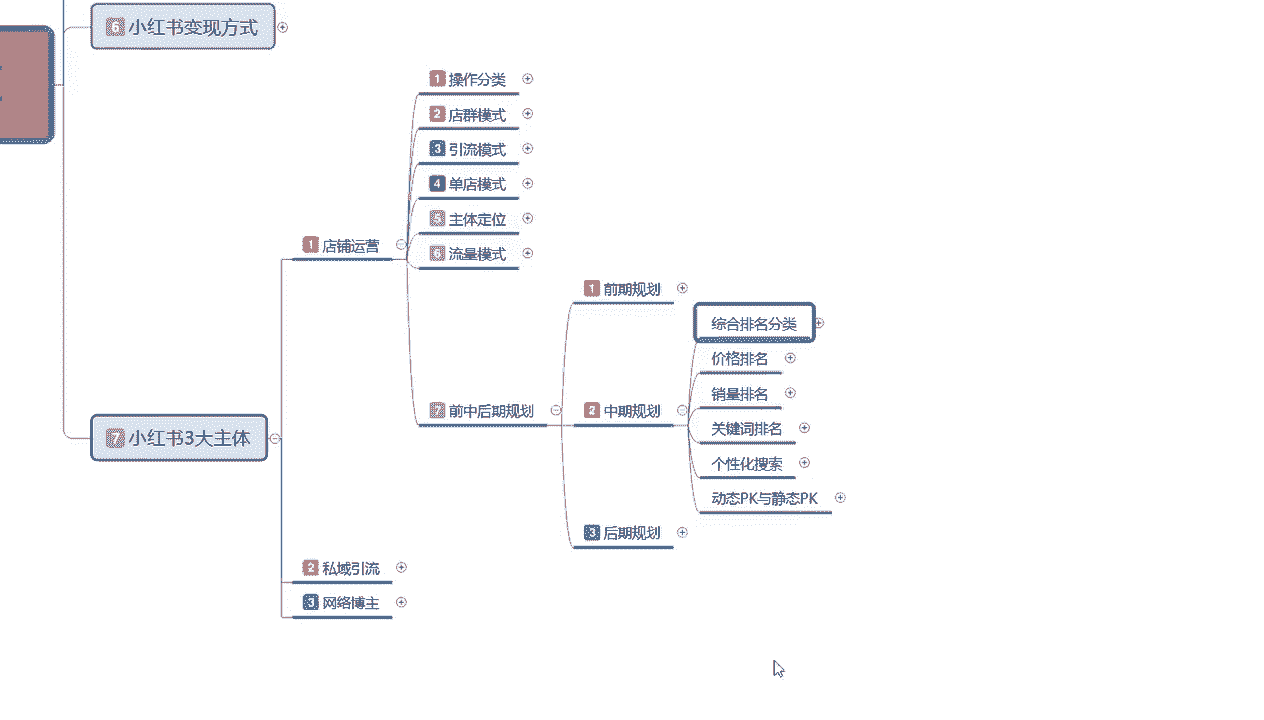 6 小红书变现方式
1 操作分类
2 店群模式
3 引流模式
4 单店模式
5 主体定位
6 流量模式
1 店铺运营
1 前期规划
综合排名分类
价格排名
销量排名
7 前中后期规划
2 中期规划
关键词排名
7 小红书3大主体
个性化搜索
动态PK与静态PK
3 后期规划
2 私域引流
3 网络博主